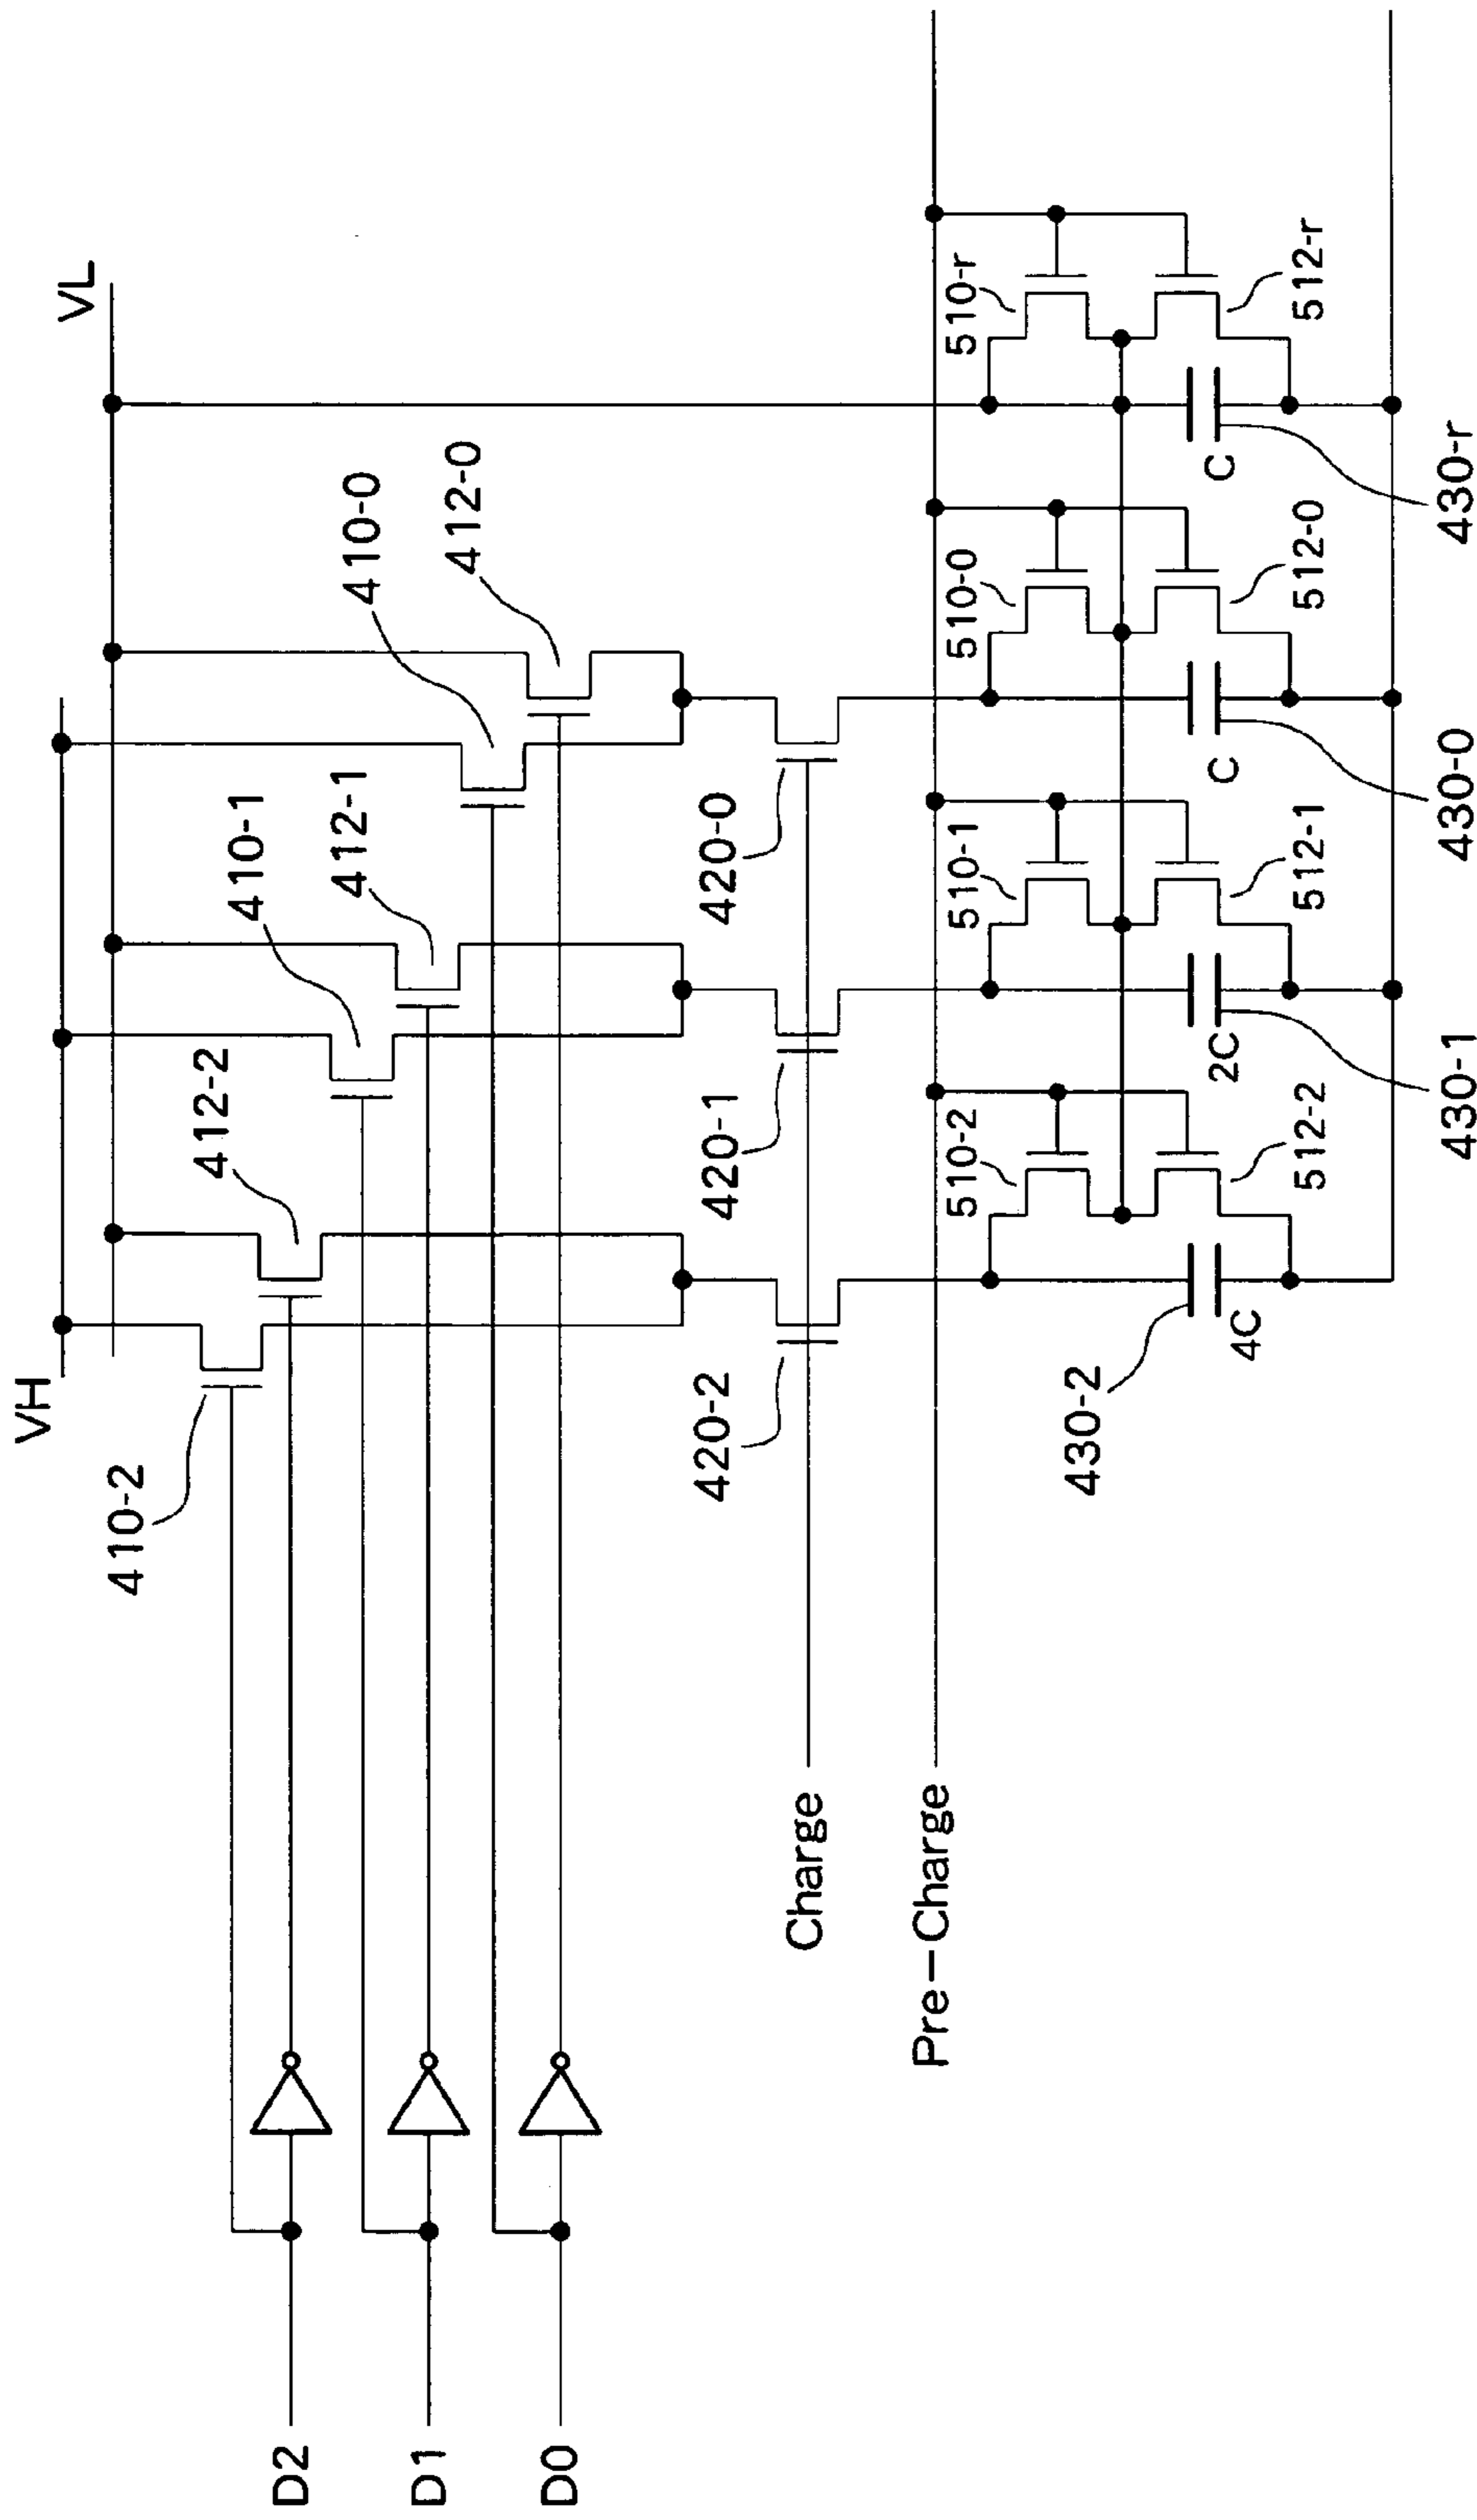 VH
VL
410-2
412-2
410-1
412-1
410-0
412-0
D2
D1
D0
420-2
420-1
420-0
Charge
Pre-Charge
510-2
510-1
510-0
510-r
430-2
4C
512-2
2C
512-1
C
512-0
C
512-r
430-1
430-0
430-r